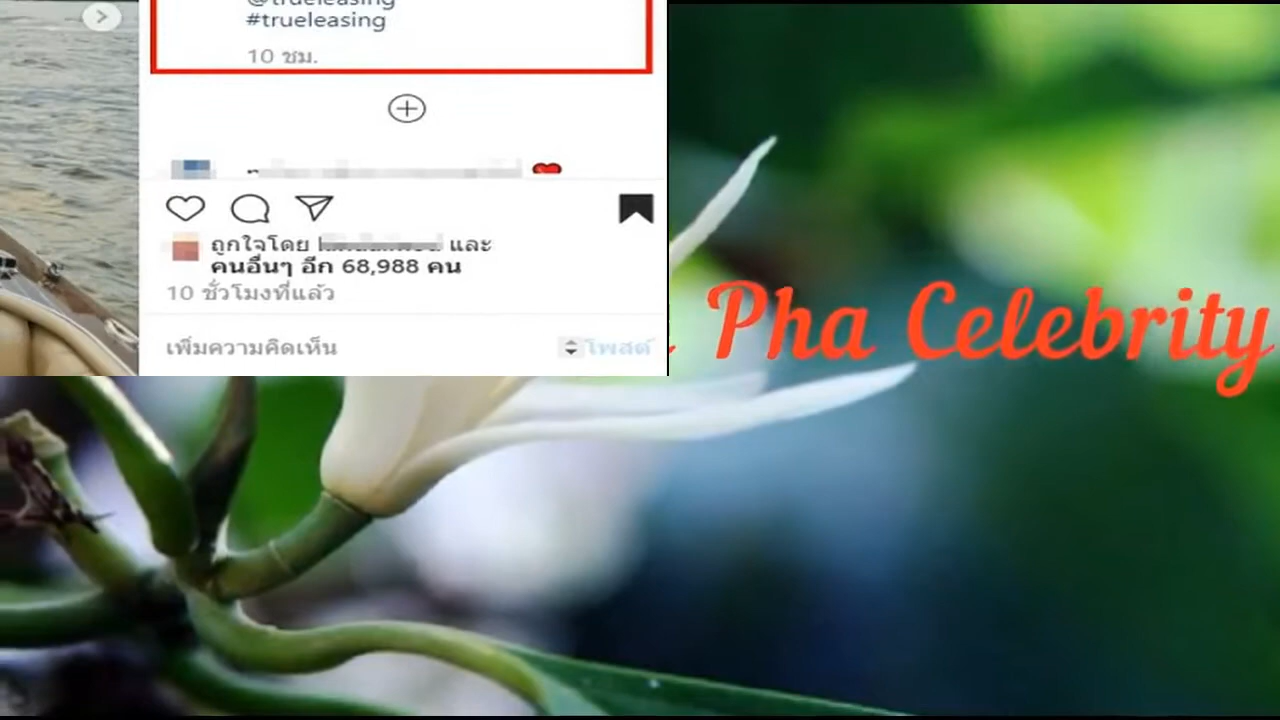 @trueleasing
#trueleasing
10 ชม.
ถูกใจโดย และ
คนอื่นๆ อีก 68,988 คน
10 ชั่วโมงที่แล้ว
เพิ่มความคิดเห็น
โพสต์
Pha Celebrity